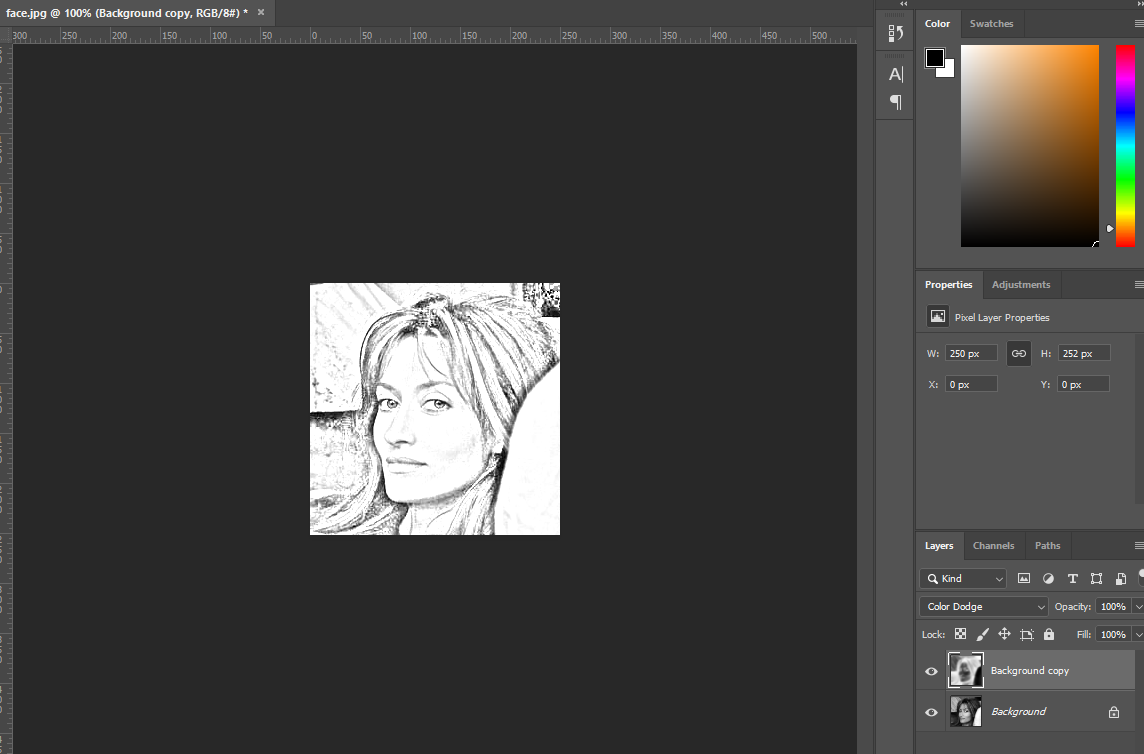 face.jpg @ 100% (Background copy, RGB/8#) * ×
300 250 200 150 100 50 0 50 100 150 200 250 300 350 400 450 500
Color Swatches
Properties Adjustments
Pixel Layer Properties
W: 250 px H: 252 px
X: 0 px Y: 0 px
Layers Channels Paths
Kind
Color Dodge Opacity: 100%
Lock: Fill: 100%
Background copy
Background